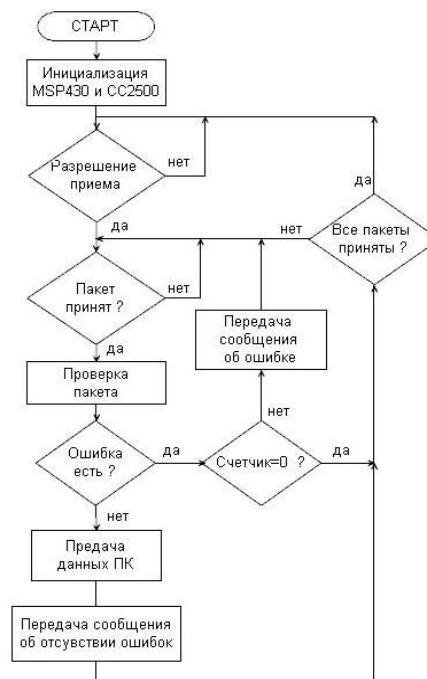 СТАРТ
Инициализация
MSP430 и CC2500
Разрешение
приема
нет
да
да
Все пакеты
приняты ?
нет
Пакет
принят ?
нет
да
Передача
сообщения
об ошибке
Проверка
пакета
нет
Ошибка
есть ?
да
Счетчик=0 ?
да
нет
Предача
данных ПК
Передача сообщения
об отсувствии ошибок